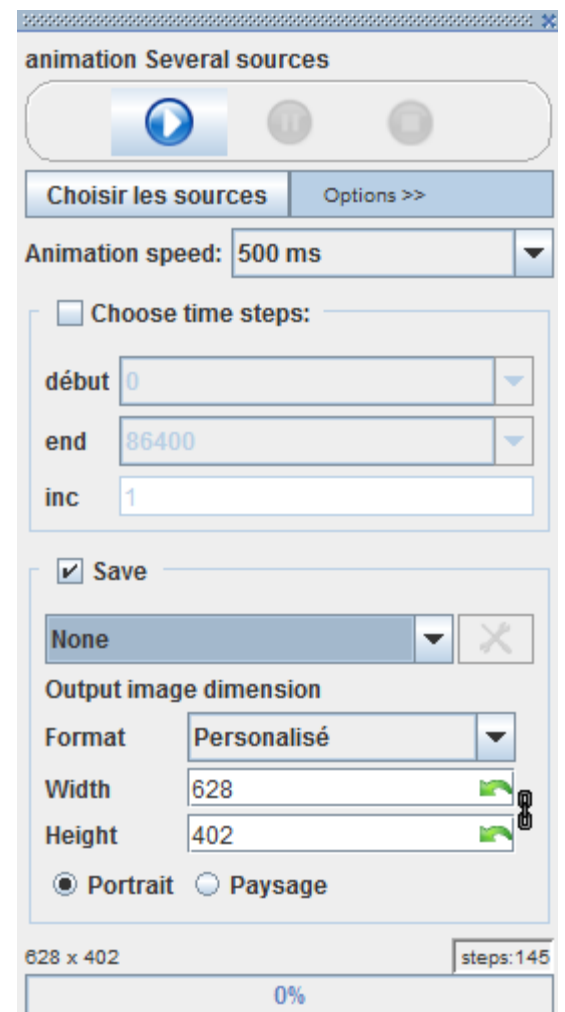 animation Several sources
Choisir les sources Options >>
Animation speed: 500 ms
Choose time steps:
début 0
end 86400
inc 1
Save
None
Output image dimension
Format Personalisé
Width 628
Height 402
Portrait Paysage
628 x 402 steps:145
0%